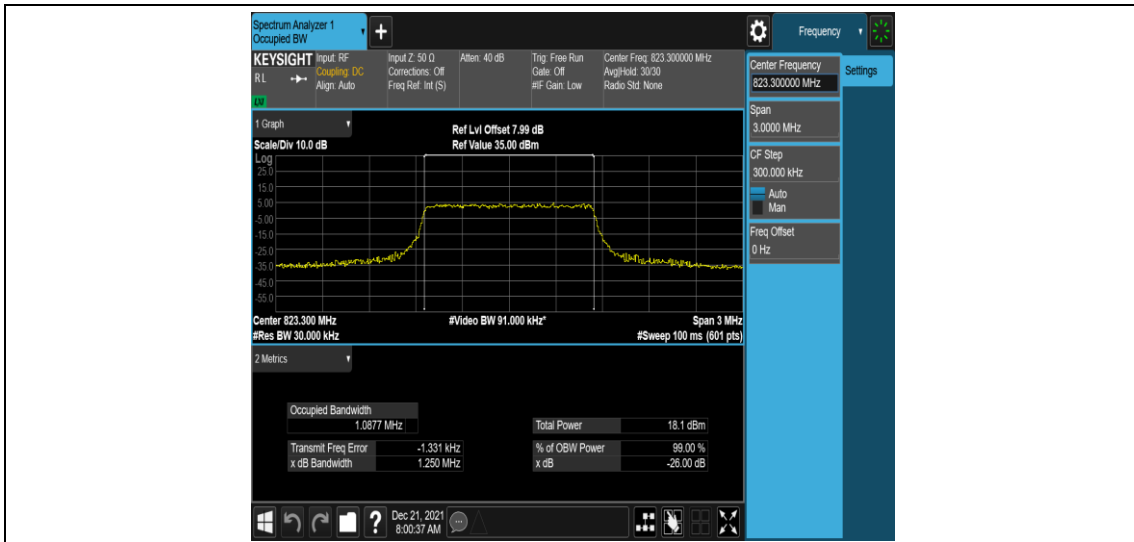 Spectrum Analyzer 1
Occupied BW
+
Frequency
KEYSIGHT
RL
LXI
Input: RF
Coupling: DC
Align: Auto
Input Z: 50 Ω
Corrections: Off
Freq Ref: Int (S)
Atten: 40 dB
Trig: Free Run
Gate: Off
#IF Gain: Low
Center Freq: 823.300000 MHz
Avg|Hold: 30/30
Radio Std: None
Center Frequency
823.300000 MHz
Settings
Span
3.0000 MHz
CF Step
300.000 kHz
Auto
Man
Freq Offset
0 Hz
1 Graph
Scale/Div 10.0 dB
Ref Lvl Offset 7.99 dB
Ref Value 35.00 dBm
Log
25.0
15.0
5.00
-5.00
-15.0
-25.0
-35.0
-45.0
-55.0
Center 823.300 MHz
#Video BW 91.000 kHz*
Span 3 MHz
#Res BW 30.000 kHz
#Sweep 100 ms (601 pts)
2 Metrics
Occupied Bandwidth
1.0877 MHz
Total Power 18.1 dBm
Transmit Freq Error -1.331 kHz
% of OBW Power 99.00 %
x dB Bandwidth 1.250 MHz
x dB -26.00 dB
?
Dec 21, 2021
8:00:37 AM